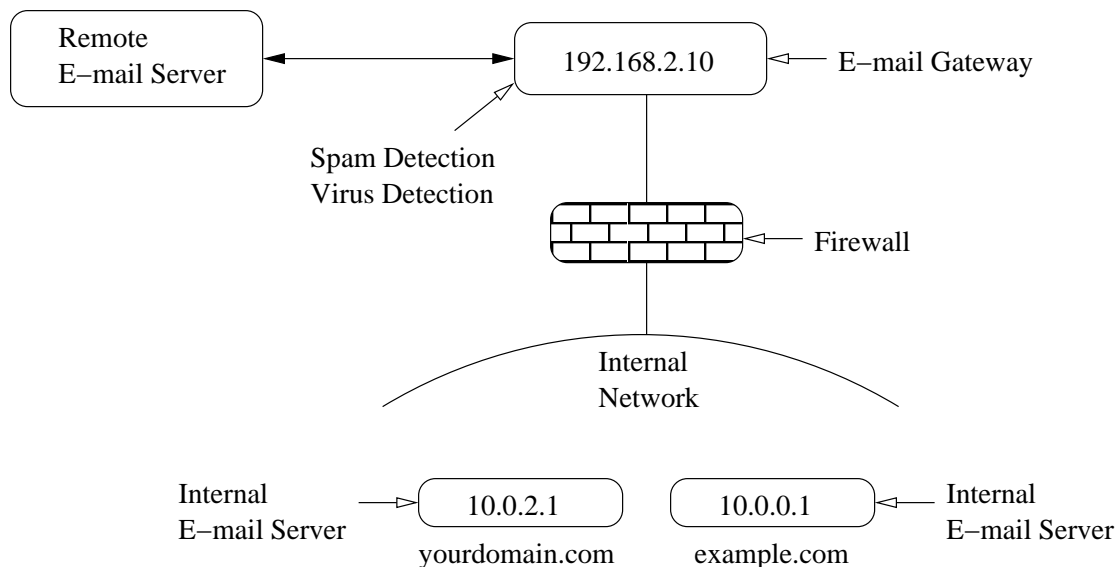 Remote
E−mail Server
192.168.2.10
E−mail Gateway
Spam Detection
Virus Detection
Firewall
Internal
Network
Internal
E−mail Server
10.0.2.1
yourdomain.com
10.0.0.1
example.com
Internal
E−mail Server